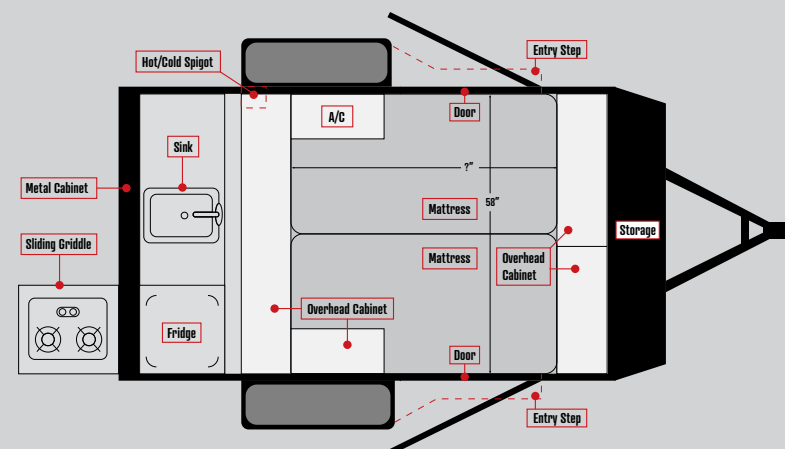 Entry Step
Hot/Cold Spigot
Door
A/C
Sink
?”
Metal Cabinet
58”
Mattress
Storage
Sliding Griddle
Mattress
Overhead
Cabinet
Overhead Cabinet
Fridge
Door
Entry Step